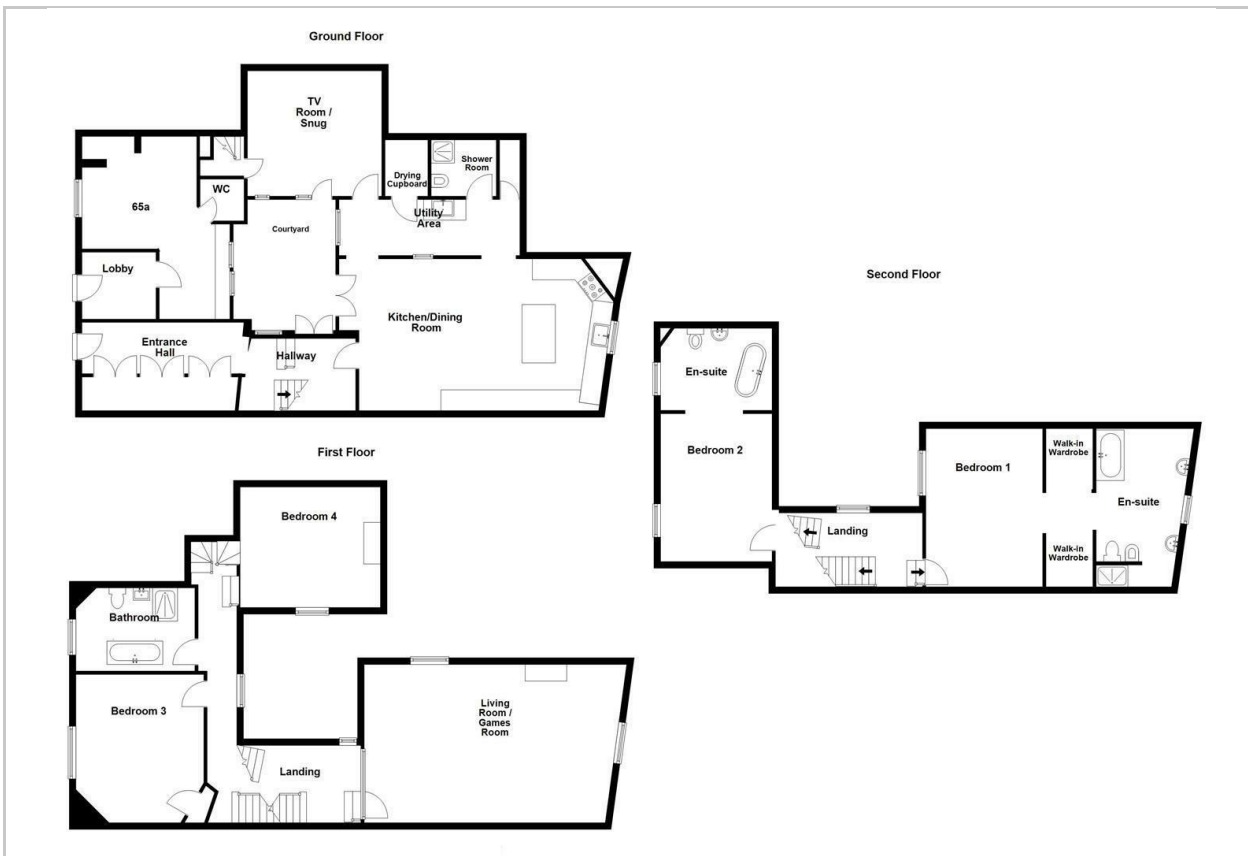 Ground Floor
TV
Room /
Snug
Drying
Cupboard
Shower
Room
WC
65a
Courtyard
Utility
Area
Lobby
Kitchen/Dining
Room
Entrance
Hall
Hallway
First Floor
Bedroom 4
Bathroom
Bedroom 3
Living
Room /
Games
Room
Landing
Second Floor
En-suite
Bedroom 2
Bedroom 1
Walk-in
Wardrobe
En-suite
Landing
Walk-in
Wardrobe